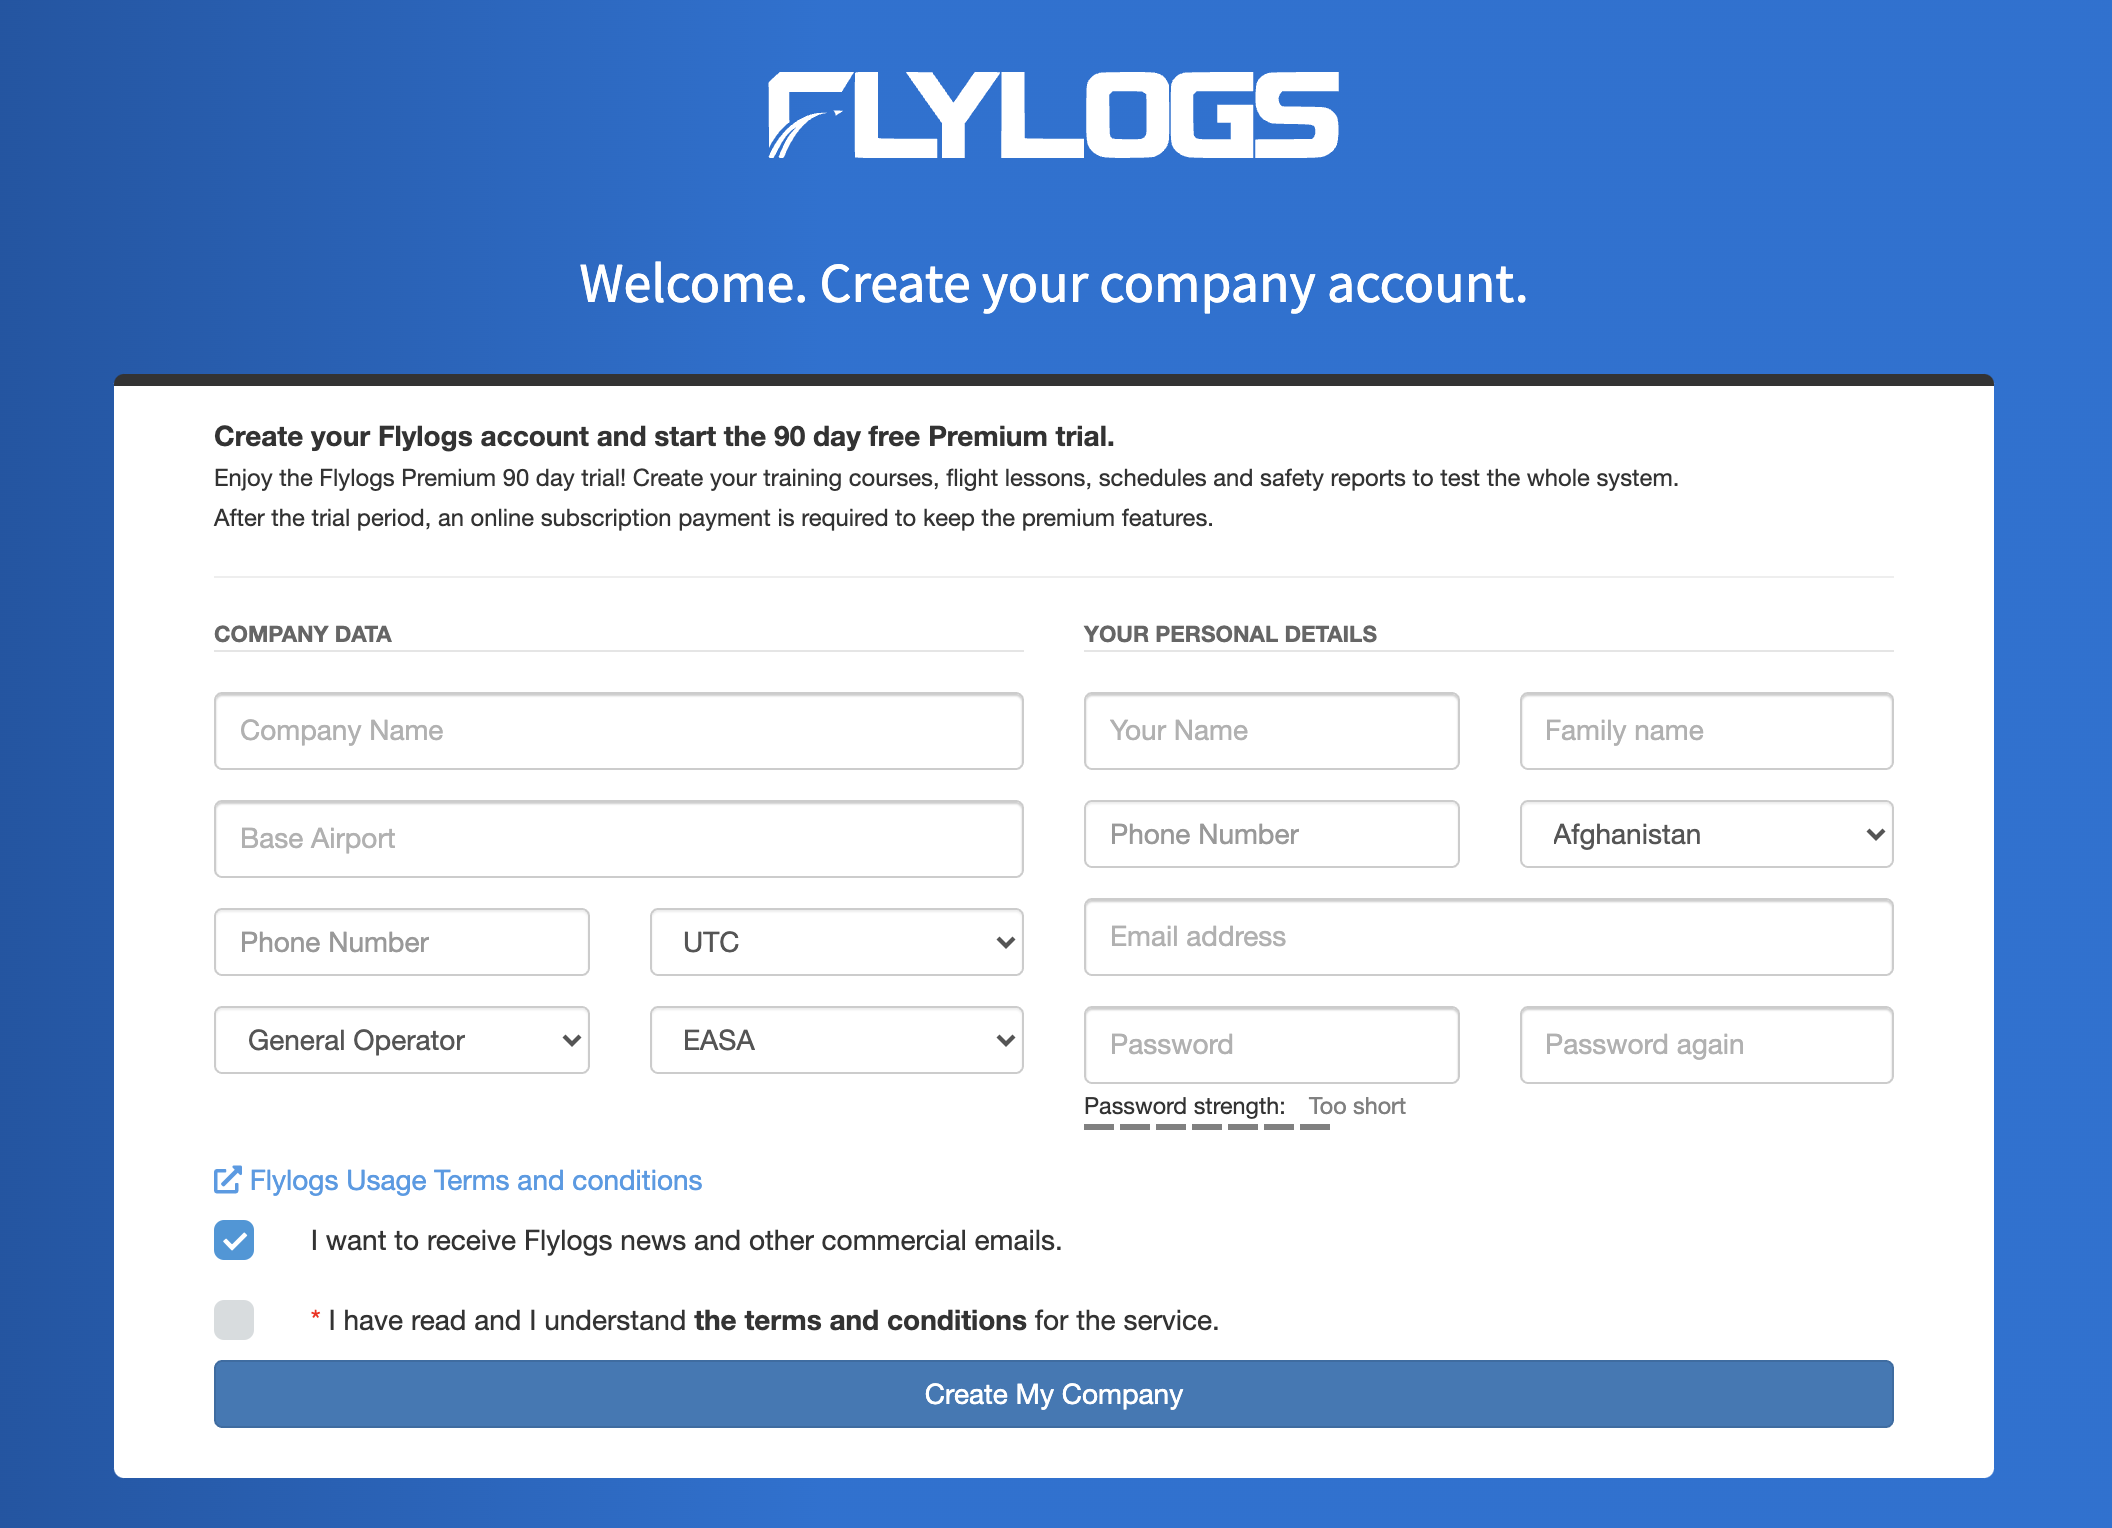 FLYLOGS
Welcome. Create your company account.
Create your Flylogs account and start the 90 day free Premium trial.
Enjoy the Flylogs Premium 90 day trial! Create your training courses, flight lessons, schedules and safety reports to test the whole system.
After the trial period, an online subscription payment is required to keep the premium features.
COMPANY DATA
Company Name
Base Airport
Phone Number
UTC
General Operator
EASA
YOUR PERSONAL DETAILS
Your Name
Family name
Phone Number
Afghanistan
Email address
Password
Password again
Password strength: Too short
Flylogs Usage Terms and conditions
I want to receive Flylogs news and other commercial emails.
* I have read and I understand the terms and conditions for the service.
Create My Company